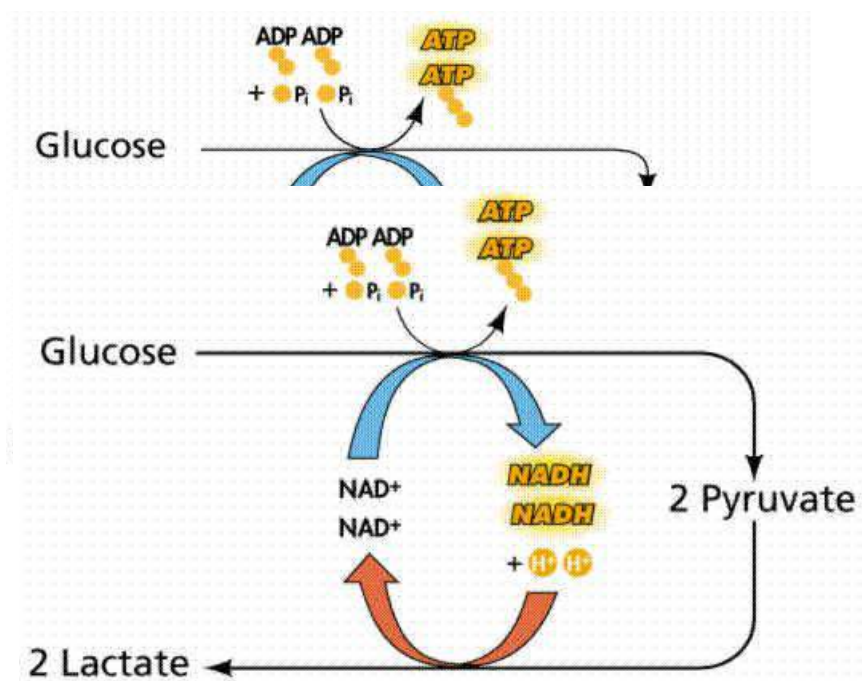 ADP ADP
ATP
ATP
+ Pi Pi
Glucose
ATP
ADP ADP
ATP
+ Pi Pi
Glucose
NADH
NAD+
NADH
2 Pyruvate
NAD+
+ H+ H+
2 Lactate